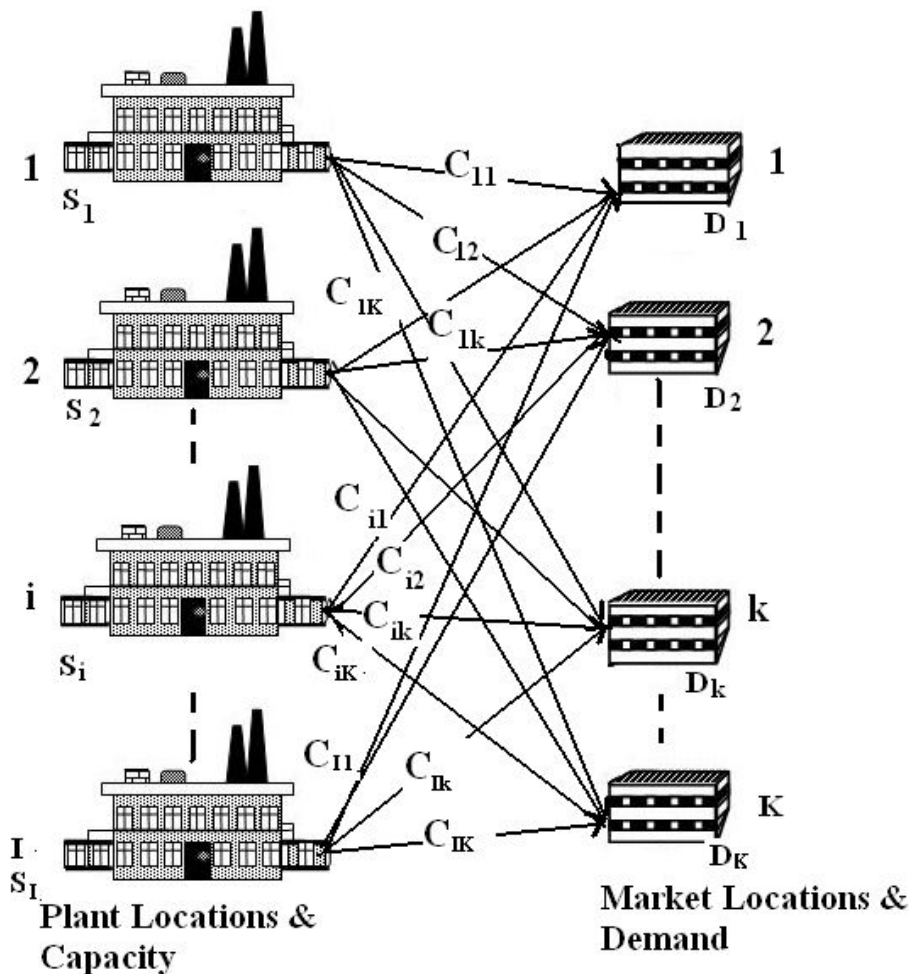 1
S1
C11
1
D1
C12
C1K
C1k
2
S2
2
D2
Ci1
Ci2
i
Si
Cik
CiK
k
Dk
CI1
CIk
CIK
I
SI
K
DK
Plant Locations &
Capacity
Market Locations &
Demand